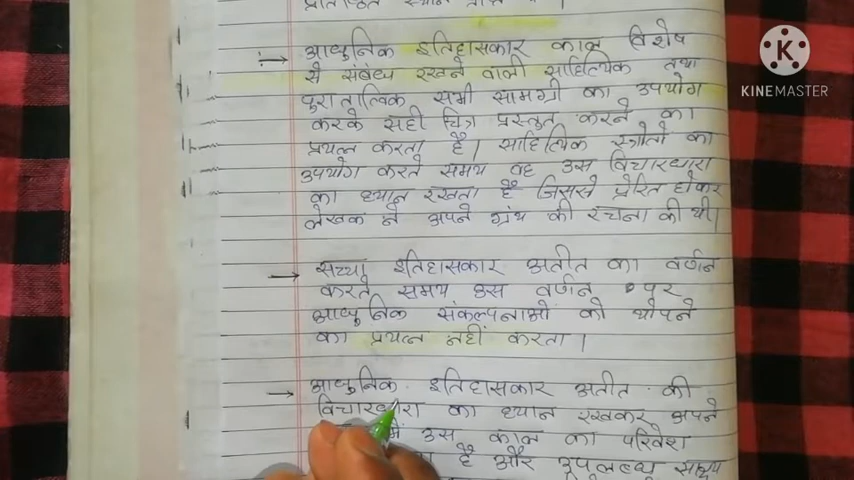 आधुनिक इतिहासकार काल विशेष
से संबंध रखने वाली साहित्यिक तथा
पुरातात्विक सभी सामग्री का उपयोग
करके सही चित्र प्रस्तुत करने का
प्रयत्न करता है। साहित्यिक स्त्रोतो का
उपयोग करते समय वह उस विचारधारा
का ध्यान रखता है जिससे प्रेरित होकर
लेखक ने अपने ग्रंथ की रचना की थी।
सच्चा इतिहासकार अतीत का वर्णन
करते समय उस वर्णन पर
आधुनिक संकल्पनाओं को थोपने
का प्रयत्न नहीं करता।
आधुनिक इतिहासकार अतीत की
विचारधारा का ध्यान रखकर अपने
में उस काल का परिवेश
है और उपलब्ध साक्ष्य
KINEMASTER